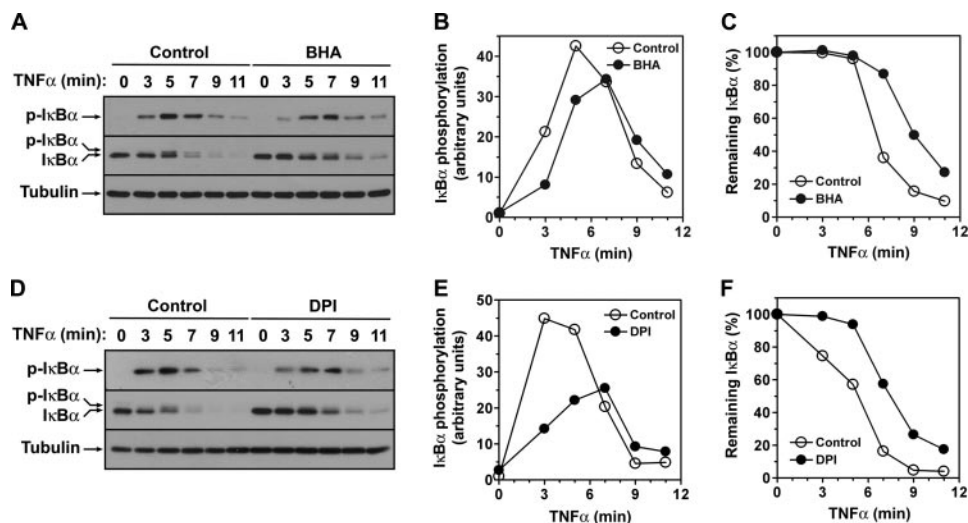 A
Control BHA
TNFα (min): 0 3 5 7 9 11 0 3 5 7 9 11
p-IκBα
p-IκBα
IκBα
Tubulin
B
IκBα phosphorylation
(arbitrary units)
40
30
20
10
0
Control
BHA
0 3 6 9 12
TNFα (min)
C
Remaining IκBα (%)
100
80
60
40
20
0
Control
BHA
0 3 6 9 12
TNFα (min)
D
Control DPI
TNFα (min): 0 3 5 7 9 11 0 3 5 7 9 11
p-IκBα
p-IκBα
IκBα
Tubulin
E
IκBα phosphorylation
(arbitrary units)
50
40
30
20
10
0
Control
DPI
0 3 6 9 12
TNFα (min)
F
Remaining IκBα (%)
100
80
60
40
20
0
Control
DPI
0 3 6 9 12
TNFα (min)